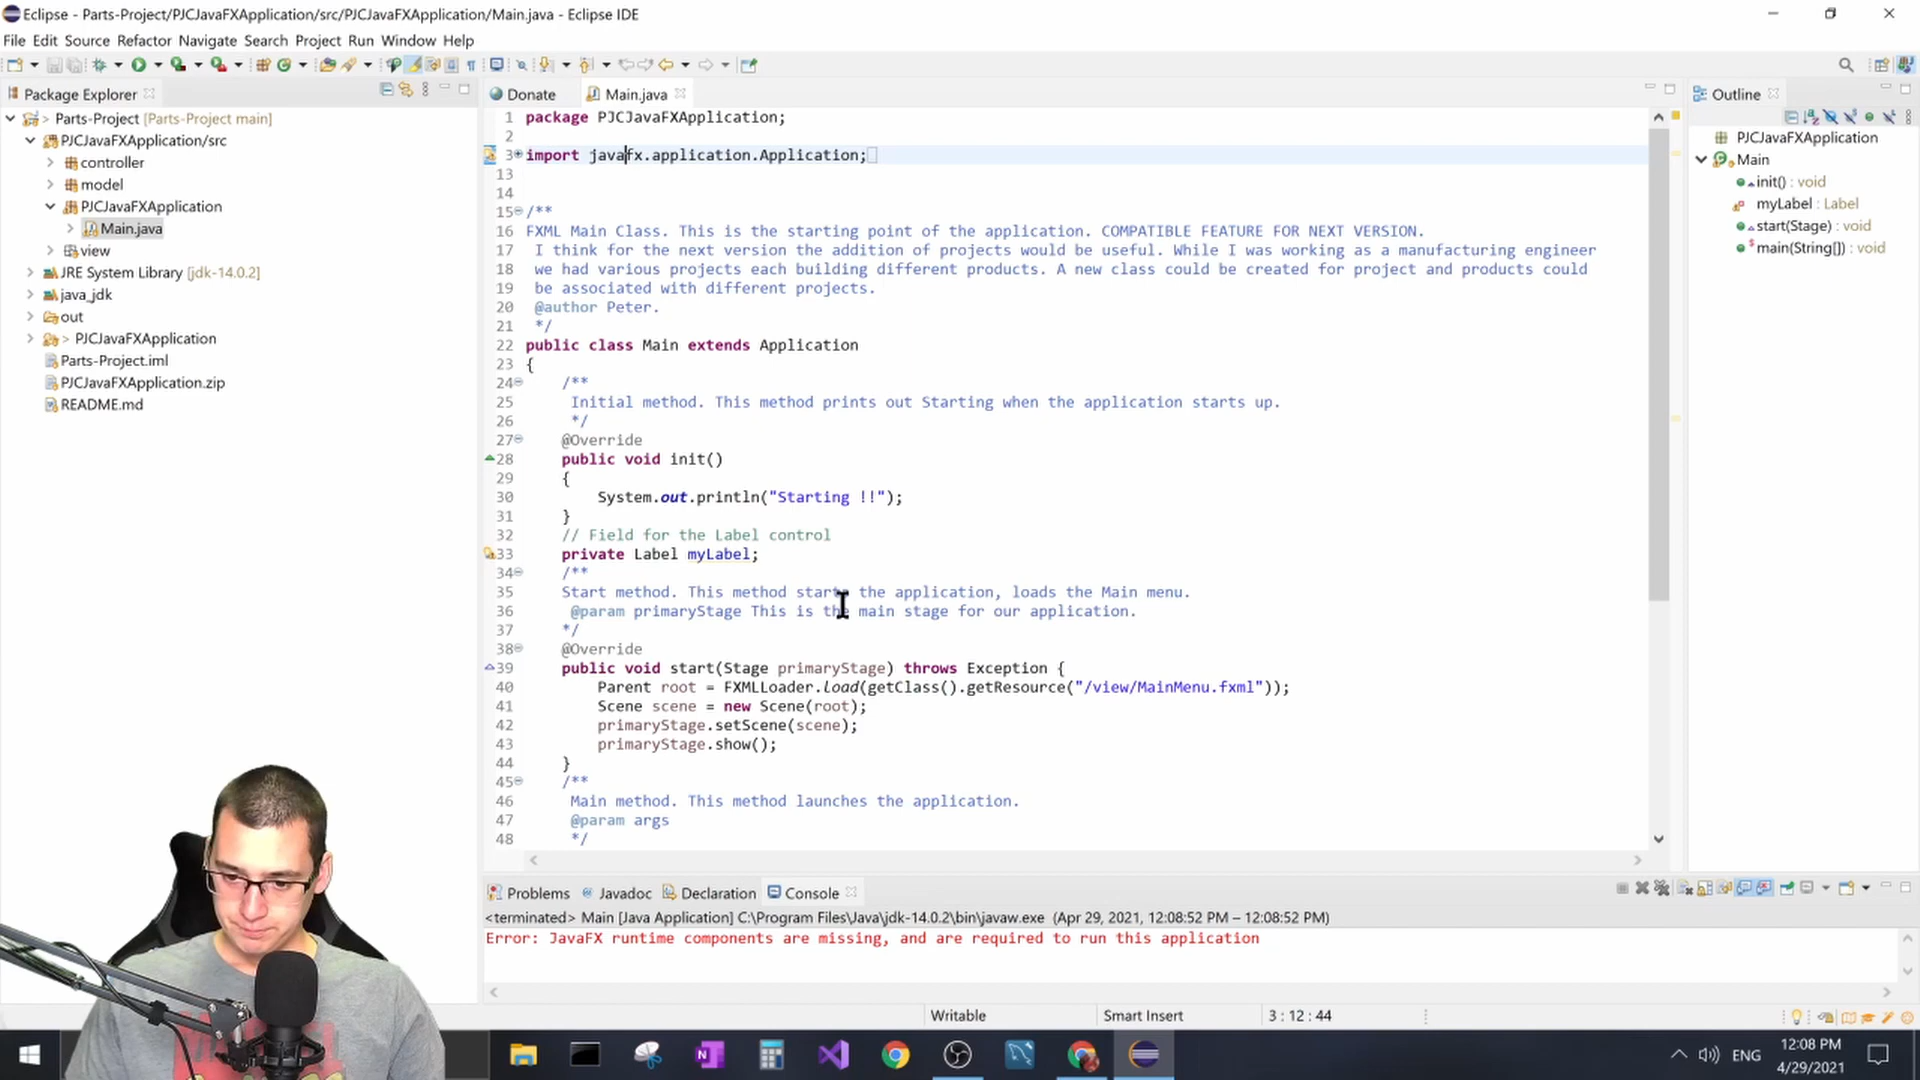 Eclipse - Parts-Project/PJCJavaFXApplication/src/PJCJavaFXApplication/Main.java - Eclipse IDE
File Edit Source Refactor Navigate Search Project Run Window Help
Package Explorer
Parts-Project [Parts-Project main]
PJCJavaFXApplication/src
controller
model
PJCJavaFXApplication
Main.java
view
JRE System Library [jdk-14.0.2]
java_jdk
out
> PJCJavaFXApplication
Parts-Project.iml
PJCJavaFXApplication.zip
README.md
Donate Main.java
1 package PJCJavaFXApplication;
2
3 import javafx.application.Application;
13
14
15 /**
16 FXML Main Class. This is the starting point of the application. COMPATIBLE FEATURE FOR NEXT VERSION.
17 I think for the next version the addition of projects would be useful. While I was working as a manufacturing engineer
18 we had various projects each building different products. A new class could be created for project and products could
19 be associated with different projects.
20 @author Peter.
21 */
22 public class Main extends Application
23 {
24 /**
25 Initial method. This method prints out Starting when the application starts up.
26 */
27 @Override
28 public void init()
29 {
30 System.out.println("Starting !!");
31 }
32 // Field for the Label control
33 private Label myLabel;
34 /**
35 Start method. This method starts the application, loads the Main menu.
36 @param primaryStage This is the main stage for our application.
37 */
38 @Override
39 public void start(Stage primaryStage) throws Exception {
40 Parent root = FXMLLoader.load(getClass().getResource("/view/MainMenu.fxml"));
41 Scene scene = new Scene(root);
42 primaryStage.setScene(scene);
43 primaryStage.show();
44 }
45 /**
46 Main method. This method launches the application.
47 @param args
48 */
Outline
PJCJavaFXApplication
Main
init() : void
myLabel : Label
start(Stage) : void
main(String[]) : void
Problems Javadoc Declaration Console
<terminated> Main [Java Application] C:\Program Files\Java\jdk-14.0.2\bin\javaw.exe (Apr 29, 2021, 12:08:52 PM – 12:08:52 PM)
Error: JavaFX runtime components are missing, and are required to run this application
Writable Smart Insert 3 : 12 : 44
ENG
12:08 PM
4/29/2021